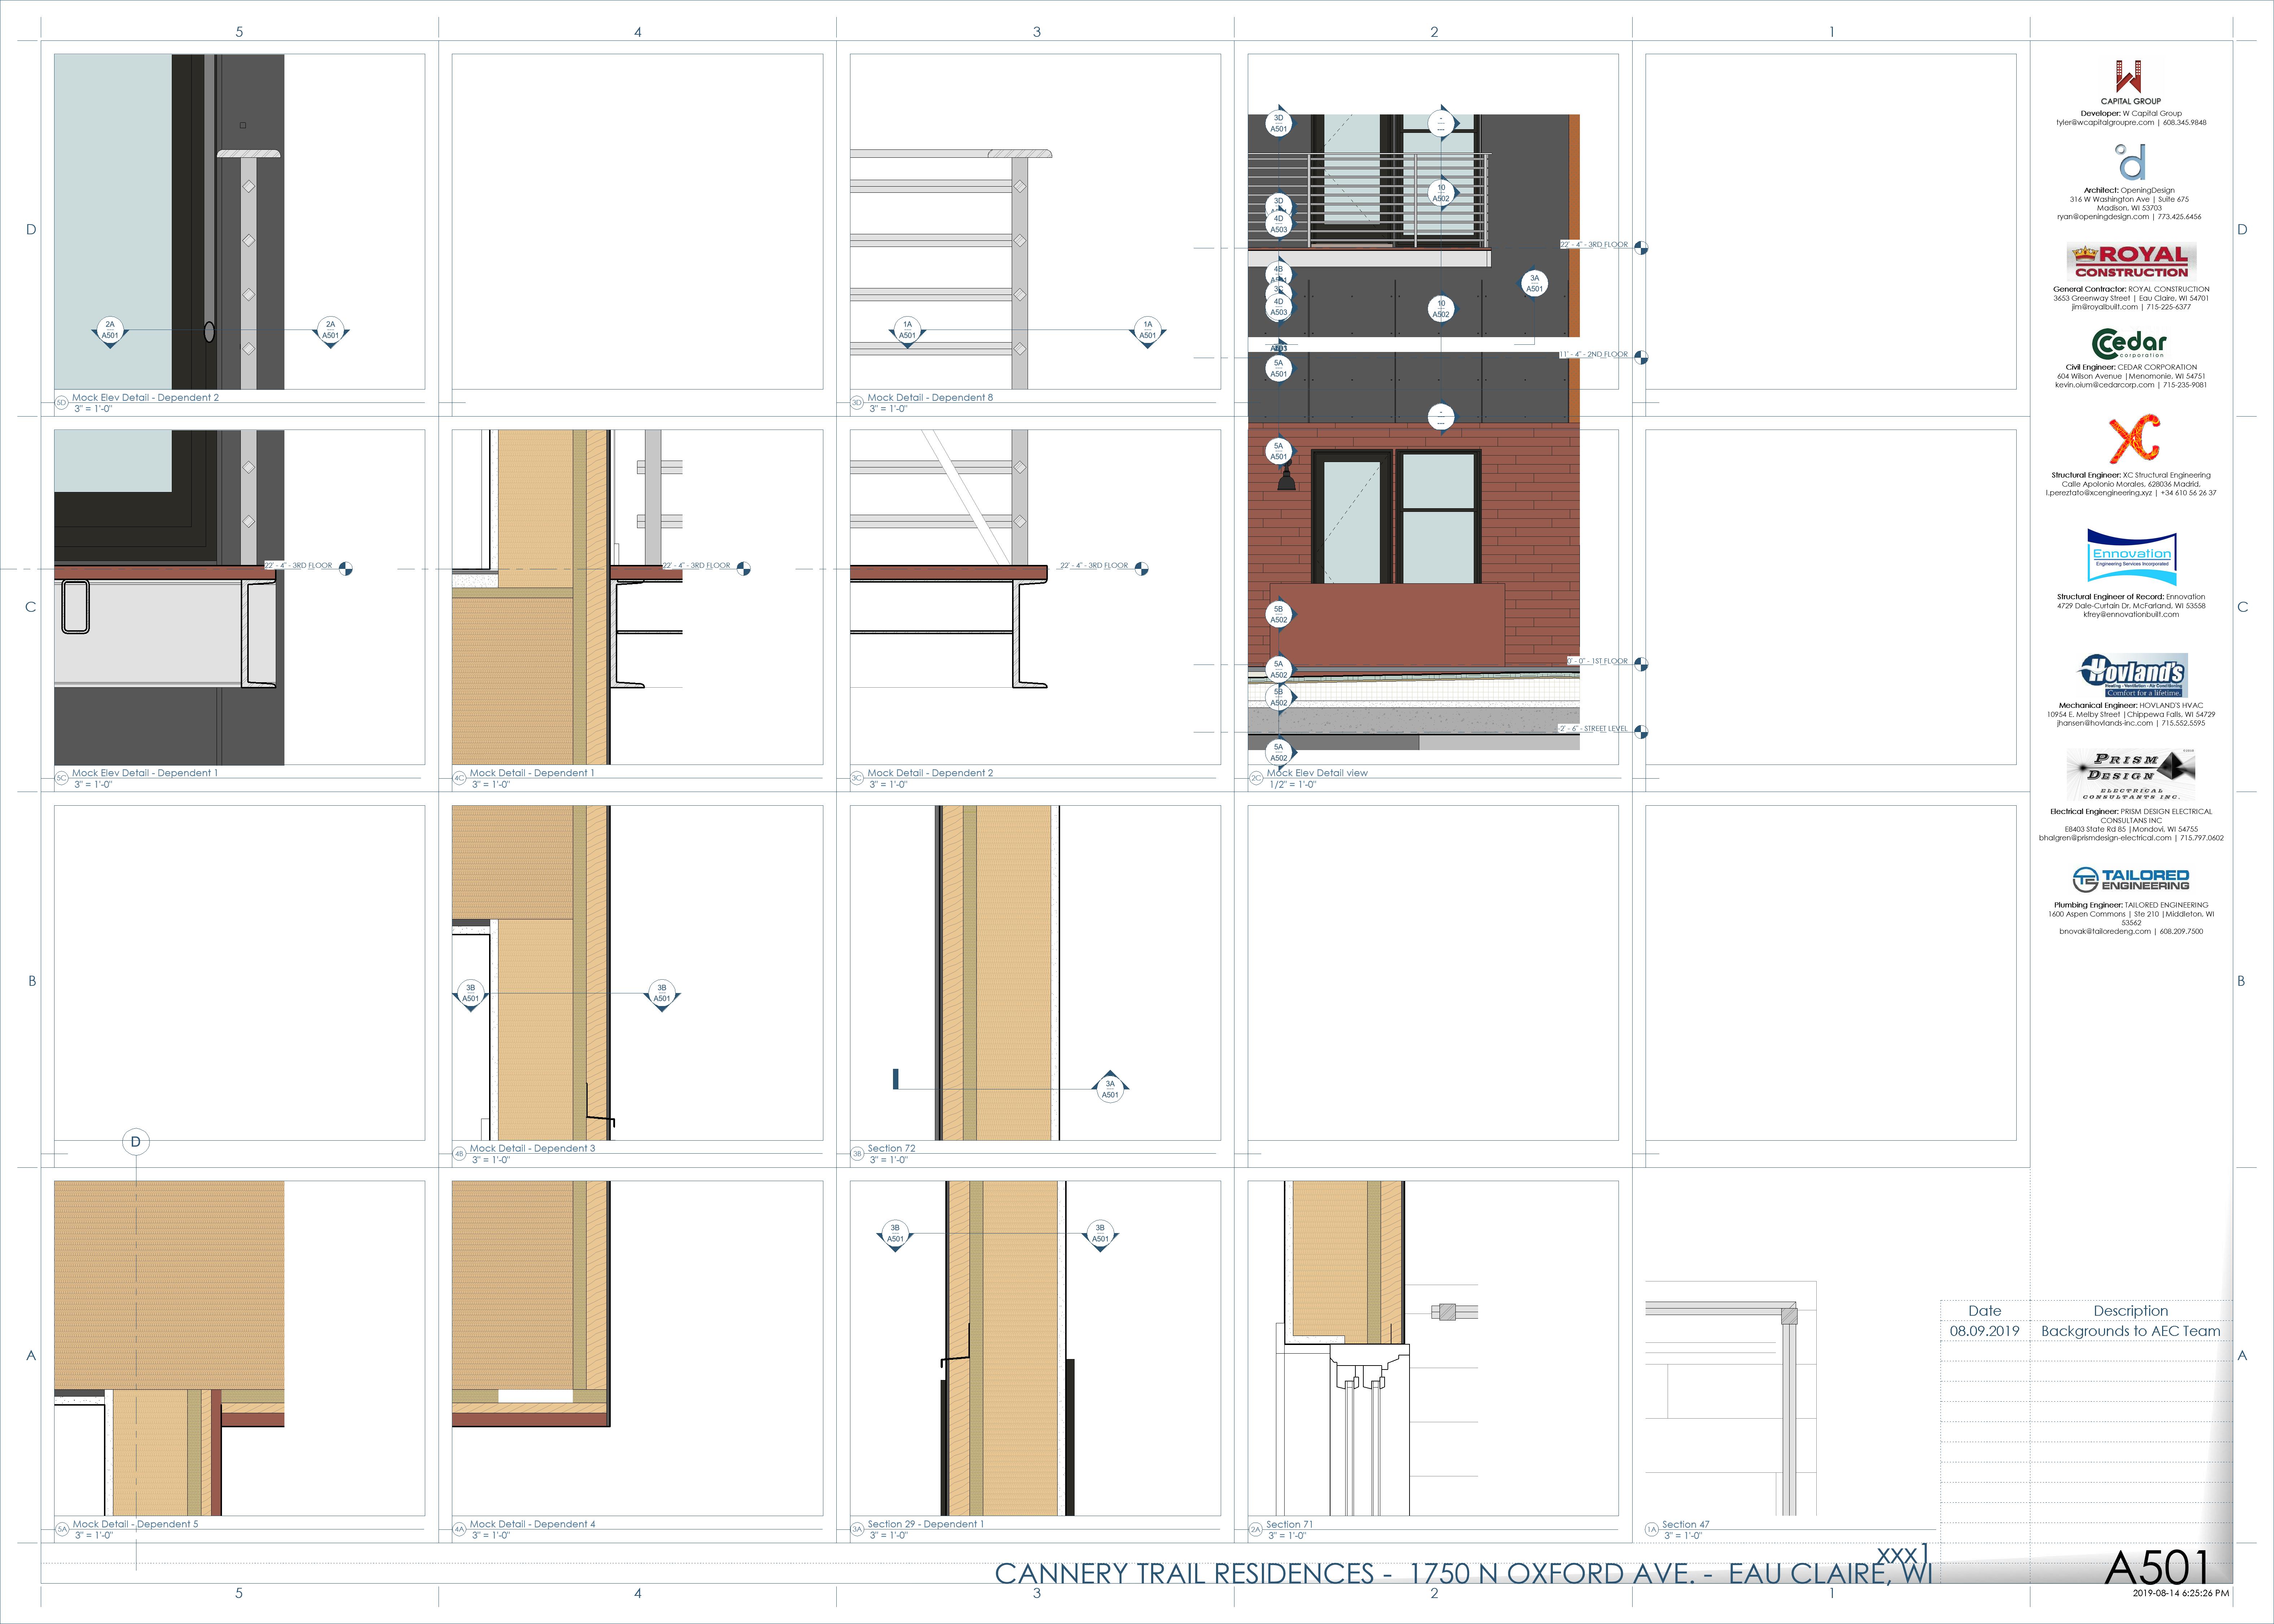 5
4
3
2
1
D
C
B
A
2A
A501
2A
A501
5D
Mock Elev Detail - Dependent 2
3" = 1'-0"
1A
A501
1A
A501
3D
Mock Detail - Dependent 8
3" = 1'-0"
3D
A501
-
---
3D
4D
A503
10
A502
22' - 4" - 3RD FLOOR
4B
3C
4D
A503
10
A502
3A
A501
11' - 4" - 2ND FLOOR
5A
A501
-
---
22' - 4" - 3RD FLOOR
5C
Mock Elev Detail - Dependent 1
3" = 1'-0"
22' - 4" - 3RD FLOOR
4C
Mock Detail - Dependent 1
3" = 1'-0"
22' - 4" - 3RD FLOOR
3C
Mock Detail - Dependent 2
3" = 1'-0"
5A
A501
5B
A502
0' - 0" - 1ST FLOOR
5A
A502
5B
A502
-2' - 6" - STREET LEVEL
5A
A502
2C
Mock Elev Detail view
1/2" = 1'-0"
3B
A501
3B
A501
4B
Mock Detail - Dependent 3
3" = 1'-0"
3A
A501
3B
Section 72
3" = 1'-0"
D
5A
Mock Detail - Dependent 5
3" = 1'-0"
4A
Mock Detail - Dependent 4
3" = 1'-0"
3B
A501
3B
A501
3A
Section 29 - Dependent 1
3" = 1'-0"
2A
Section 71
3" = 1'-0"
1A
Section 47
3" = 1'-0"
CAPITAL GROUP
Developer: W Capital Group
tyler@wcapitalgroupre.com | 608.345.9848
Architect: OpeningDesign
316 W Washington Ave | Suite 675
Madison, WI 53703
ryan@openingdesign.com | 773.425.6456
ROYAL
CONSTRUCTION
General Contractor: ROYAL CONSTRUCTION
3653 Greenway Street | Eau Claire, WI 54701
jim@royalbuilt.com | 715-225-6377
Cedar
corporation
Civil Engineer: CEDAR CORPORATION
604 Wilson Avenue |Menomonie, WI 54751
kevin.oium@cedarcorp.com | 715-235-9081
XC
Structural Engineer: XC Structural Engineering
Calle Apolonio Morales, 628036 Madrid,
l.pereztato@xcengineering.xyz | +34 610 56 26 37
Ennovation
Engineering Services Incorporated
Structural Engineer of Record: Ennovation
4729 Dale-Curtain Dr, McFarland, WI 53558
kfrey@ennovationbuilt.com
Hovland's
Heating - Ventilation - Air Conditioning
Comfort for a lifetime.
Mechanical Engineer: HOVLAND'S HVAC
10954 E. Melby Street |Chippewa Falls, WI 54729
jhansen@hovlands-inc.com | 715.552.5595
PRISM
DESIGN
ELECTRICAL
CONSULTANTS INC.
Electrical Engineer: PRISM DESIGN ELECTRICAL
CONSULTANS INC
E8403 State Rd 85 |Mondovi, WI 54755
bhalgren@prismdesign-electrical.com | 715.797.0602
TAILORED
ENGINEERING
Plumbing Engineer: TAILORED ENGINEERING
1600 Aspen Commons | Ste 210 |Middleton, WI
53562
bnovak@tailoredeng.com | 608.209.7500
D
C
B
A
Date Description
08.09.2019 Backgrounds to AEC Team
xxx1
CANNERY TRAIL RESIDENCES - 1750 N OXFORD AVE. - EAU CLAIRE, WI
A501
2019-08-14 6:25:26 PM
5
4
3
2
1